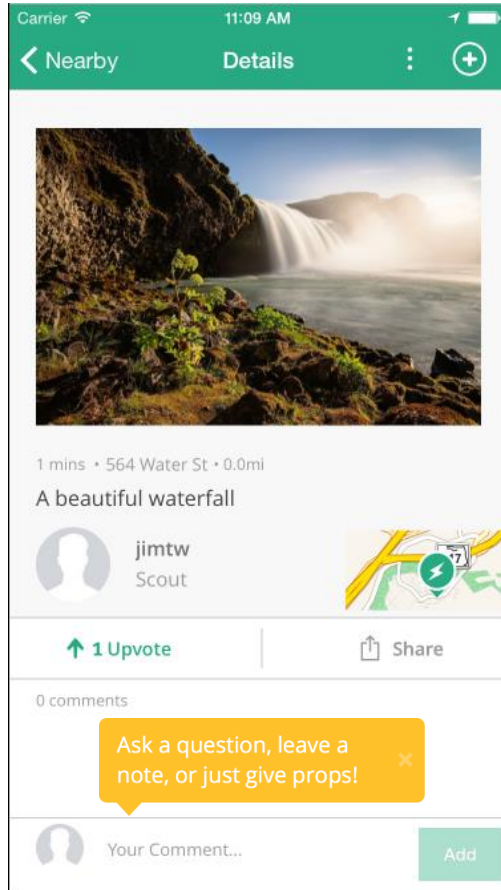 Carrier 11:09 AM
Nearby Details
1 mins • 564 Water St • 0.0mi
A beautiful waterfall
jimtw
Scout
17
1 Upvote Share
0 comments
Ask a question, leave a
note, or just give props!
Your Comment...
Add